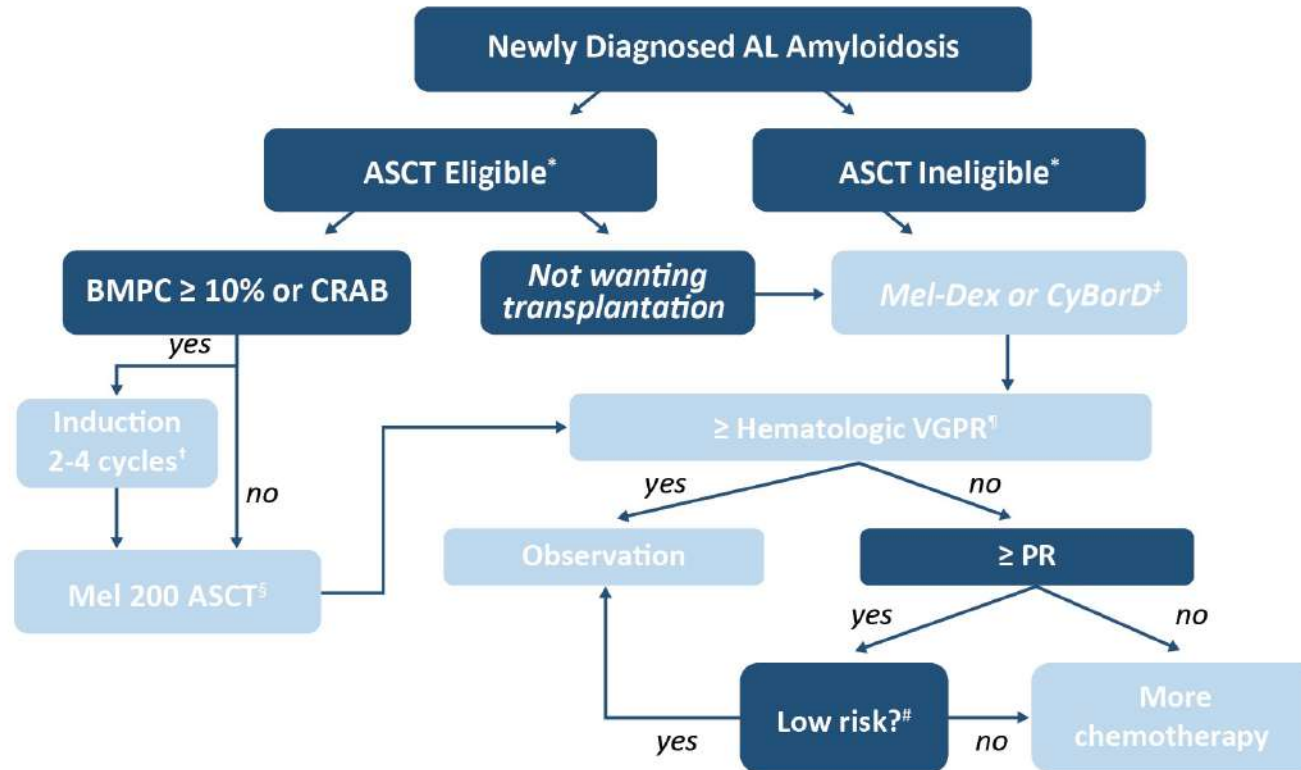 Newly Diagnosed AL Amyloidosis
ASCT Eligible*
ASCT Ineligible*
BMPC ≥ 10% or CRAB
Not wanting
transplantation
Mel-Dex or CyBorD‡
yes
Induction
2-4 cycles†
≥ Hematologic VGPR¶
no
yes
no
Observation
≥ PR
Mel 200 ASCT§
yes
no
Low risk?#
More
chemotherapy
yes
no